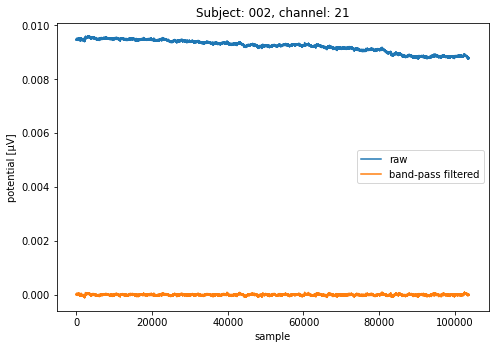 Subject: 002, channel: 21
0.010
0.008
0.006
0.004
0.002
0.000
potential [µV]
raw
band-pass filtered
0
20000
40000
60000
80000
100000
sample